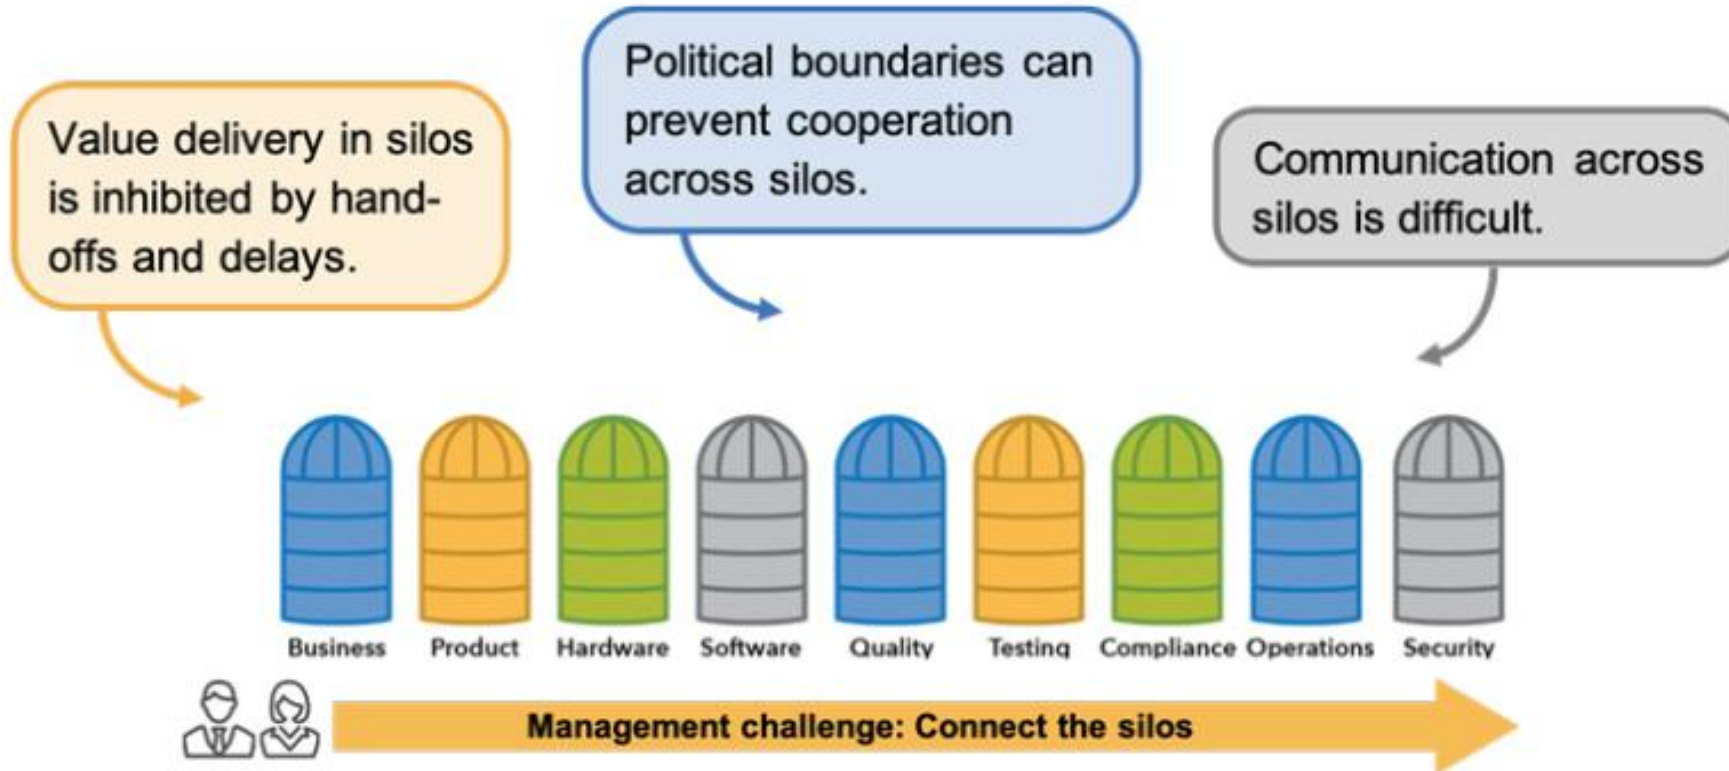 Value delivery in silos
is inhibited by hand-
offs and delays.
Political boundaries can
prevent cooperation
across silos.
Communication across
silos is difficult.
Business Product Hardware Software Quality Testing Compliance Operations Security
Management challenge: Connect the silos